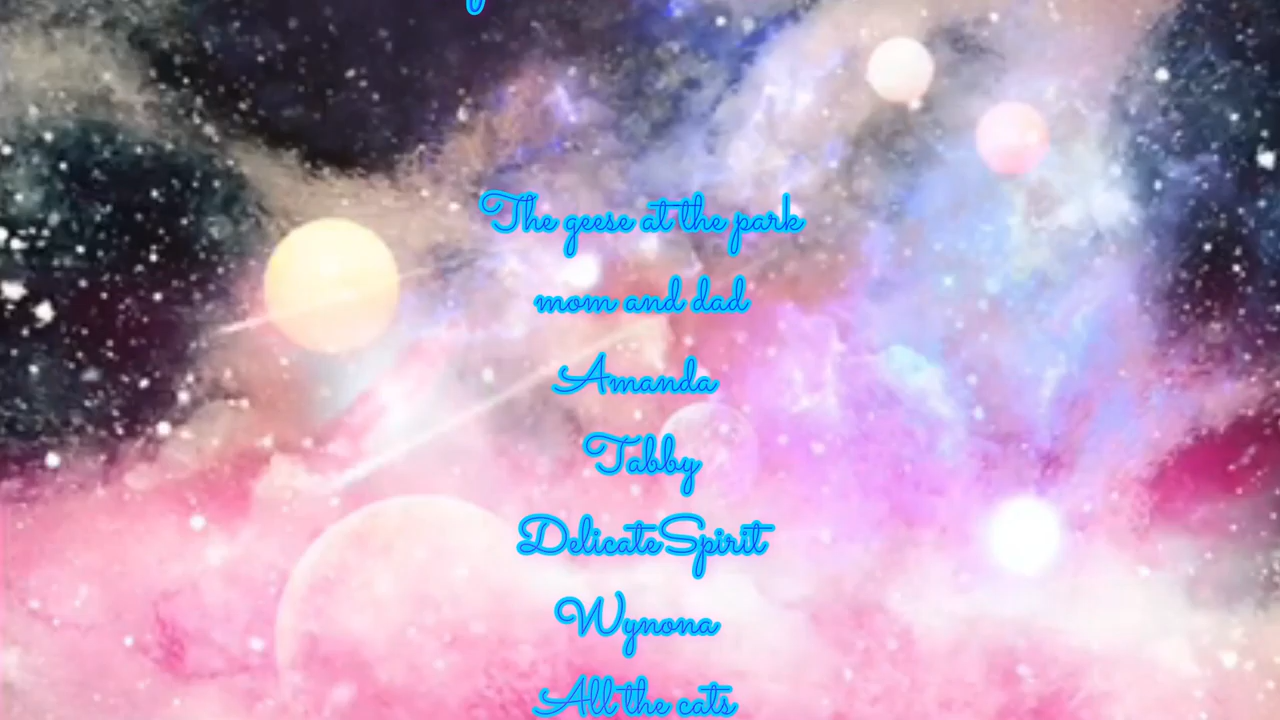 The geese at the park
mom and dad
Amanda
Tabby
DelicateSpirit
Wynona
All the cats